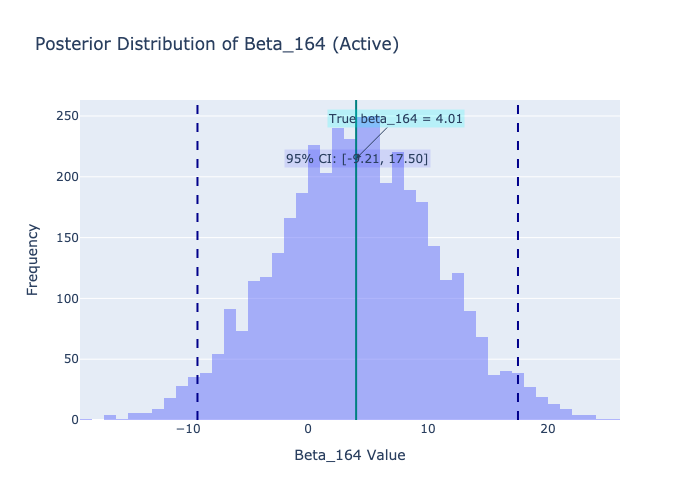 Posterior Distribution of Beta_164 (Active)
250
True beta_164 = 4.01
95% CI: [-9.21, 17.50]
200
150
100
50
0
Frequency
−10
0
10
20
Beta_164 Value